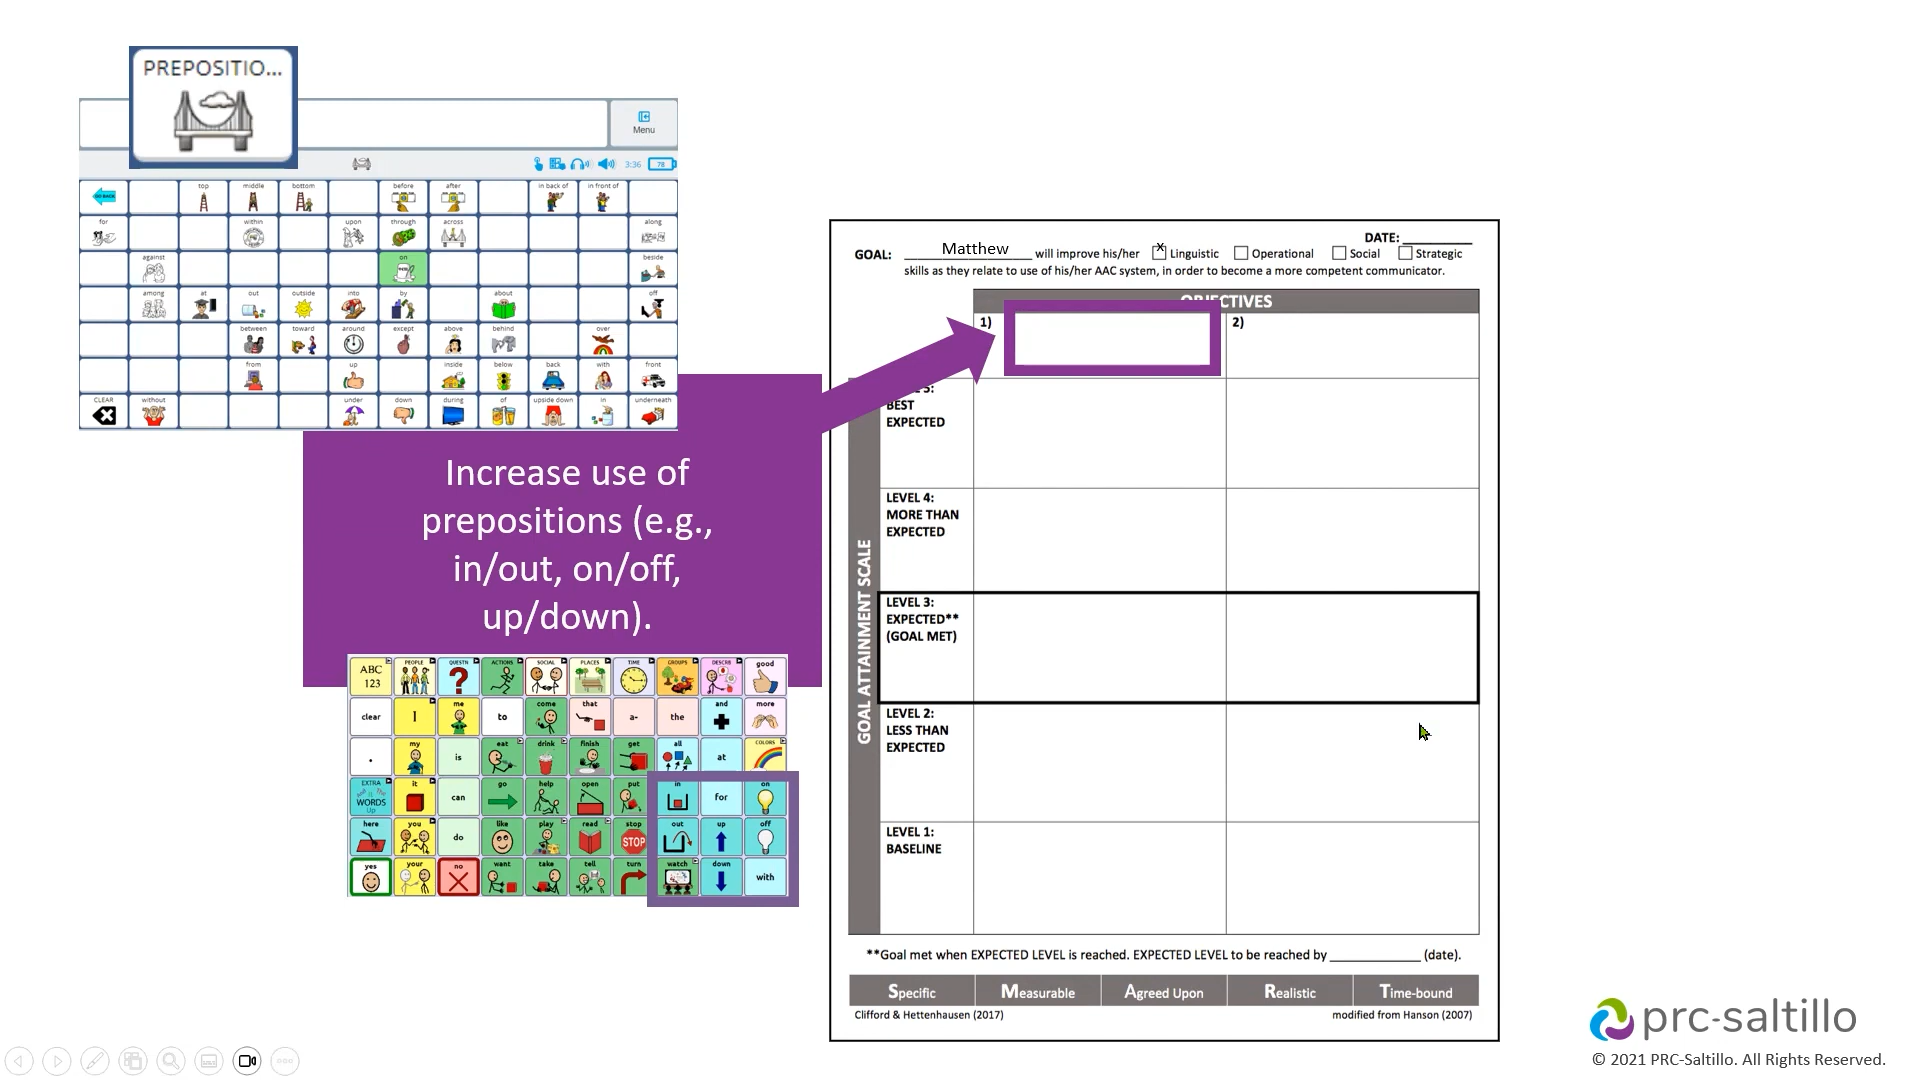 PREPOSITIO...
Menu
3:36
78
GO BACK
top
middle
bottom
before
after
in back of
in front of
for
within
upon
through
across
along
against
on
beside
among
at
out
outside
into
by
about
off
between
toward
around
except
above
behind
over
from
up
inside
below
back
with
front
CLEAR
without
under
down
during
of
upside down
in
underneath
Increase use of
prepositions (e.g.,
in/out, on/off,
up/down).
ABC
123
PEOPLE
QUESTN
ACTIONS
SOCIAL
PLACES
TIME
GROUPS
DESCRB
good
clear
I
me
to
come
that
a-
the
and
more
.
my
is
eat
drink
finish
get
all
at
COLORS
EXTRA
WORDS
it
can
go
help
open
put
in
for
on
here
you
do
like
play
read
stop
STOP
out
up
off
yes
your
no
want
take
tell
turn
watch
down
with
DATE: _________
GOAL: Matthew will improve his/her x Linguistic Operational Social Strategic
skills as they relate to use of his/her AAC system, in order to become a more competent communicator.
OBJECTIVES
1)
2)
GOAL ATTAINMENT SCALE
BEST
EXPECTED
LEVEL 4:
MORE THAN
EXPECTED
LEVEL 3:
EXPECTED**
(GOAL MET)
LEVEL 2:
LESS THAN
EXPECTED
LEVEL 1:
BASELINE
**Goal met when EXPECTED LEVEL is reached. EXPECTED LEVEL to be reached by ____________ (date).
Specific
Measurable
Agreed Upon
Realistic
Time-bound
Clifford & Hettenhausen (2017)
modified from Hanson (2007)
prc-saltillo
© 2021 PRC-Saltillo. All Rights Reserved.